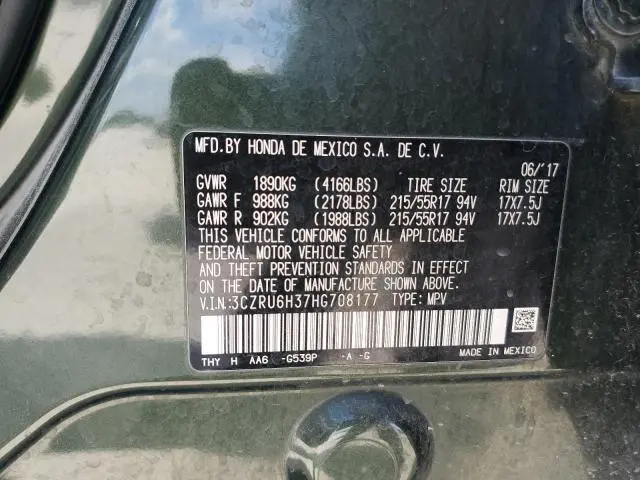 MFD.BY HONDA DE MEXICO S.A. DE C.V.
06/'17
GVWR 1890KG (4166LBS) TIRE SIZE RIM SIZE
GAWR F 988KG (2178LBS) 215/55R17 94V 17X7.5J
GAWR R 902KG (1988LBS) 215/55R17 94V 17X7.5J
THIS VEHICLE CONFORMS TO ALL APPLICABLE
FEDERAL MOTOR VEHICLE SAFETY
AND THEFT PREVENTION STANDARDS IN EFFECT
ON THE DATE OF MANUFACTURE SHOWN ABOVE.
V.I.N:3CZRU6H37HG708177 TYPE: MPV
THY H AA6 -G539P -A -G MADE IN MEXICO